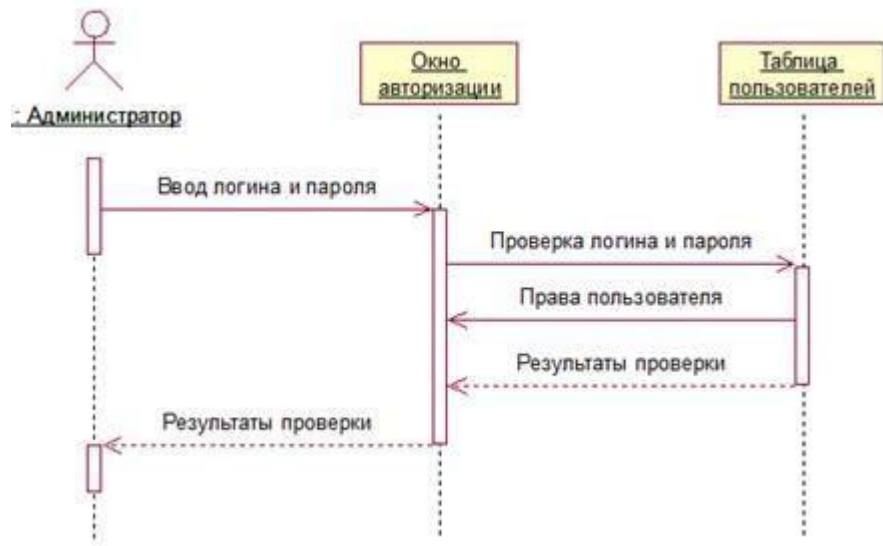 Окно
авторизации
Таблица
пользователей
: Администратор
Ввод логина и пароля
Проверка логина и пароля
Права пользователя
Результаты проверки
Результаты проверки